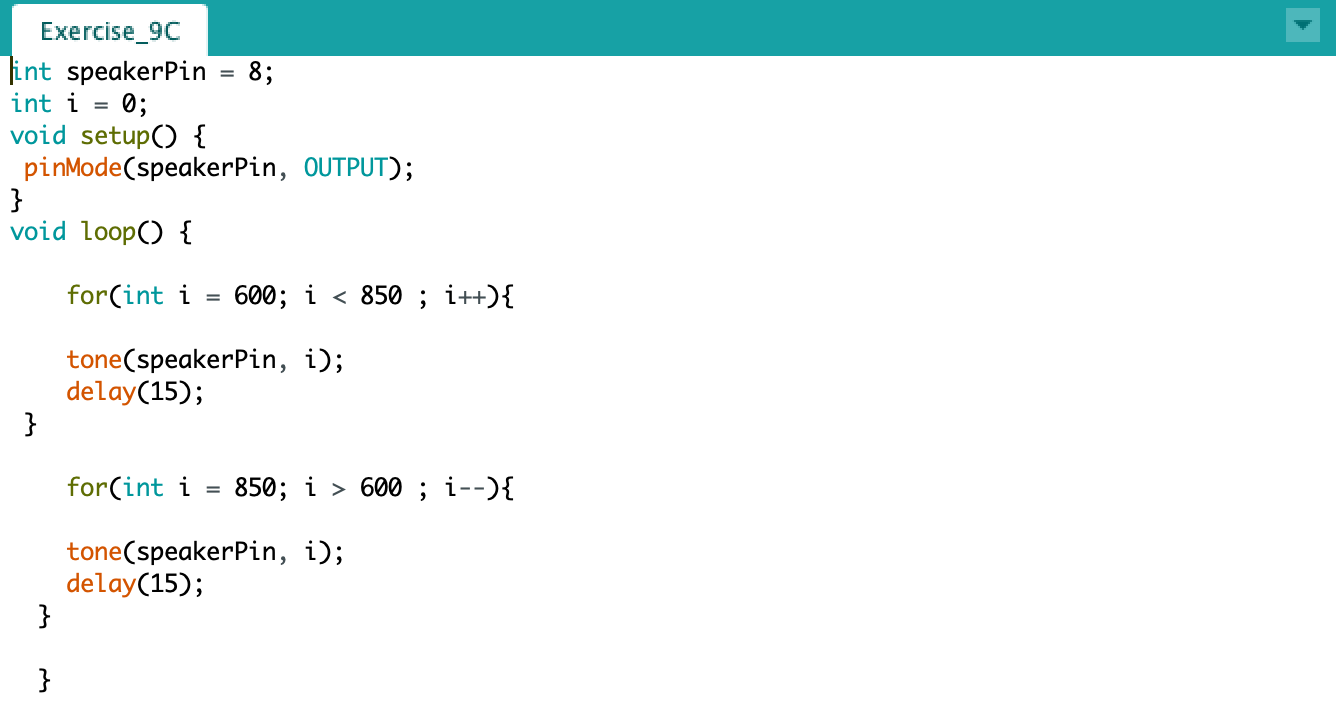 Exercise_9C
int speakerPin = 8;
int i = 0;
void setup() {
 pinMode(speakerPin, OUTPUT);
}
void loop() {
    for(int i = 600; i < 850 ; i++){
    tone(speakerPin, i);
    delay(15);
 }
    for(int i = 850; i > 600 ; i--){
    tone(speakerPin, i);
    delay(15);
  }
  }